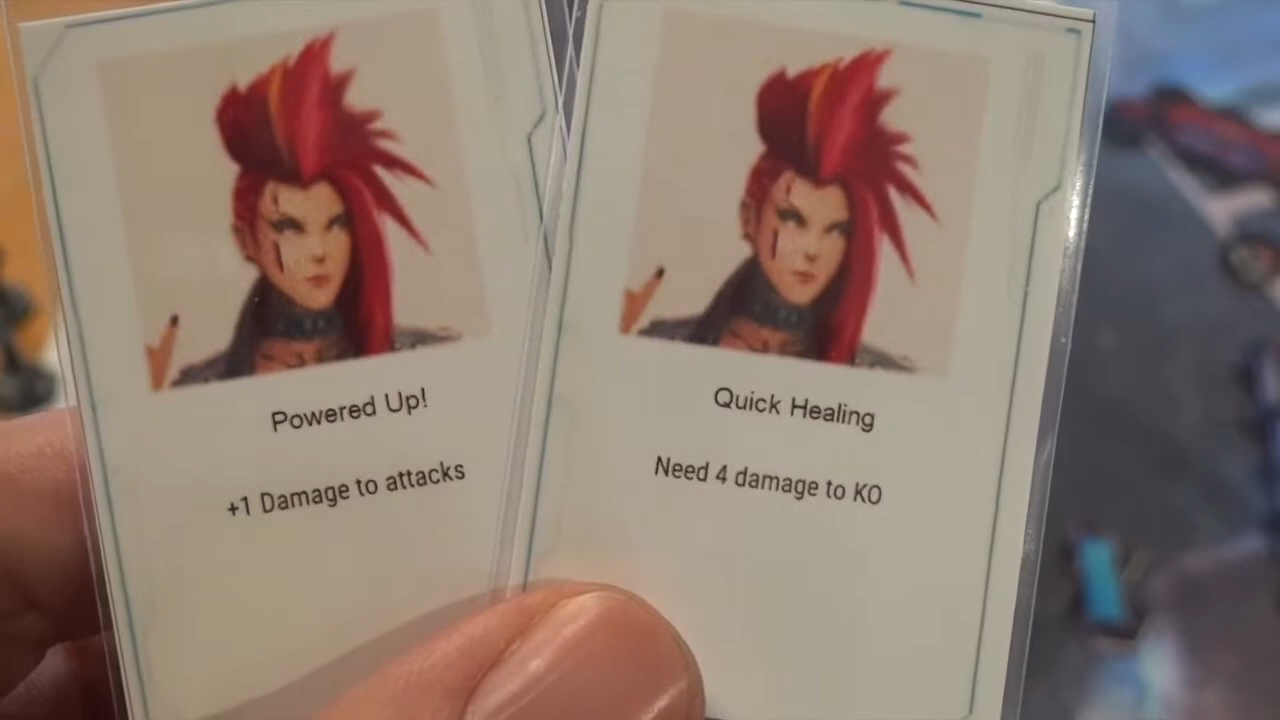 Powered Up!
+1 Damage to attacks
Quick Healing
Need 4 damage to KO